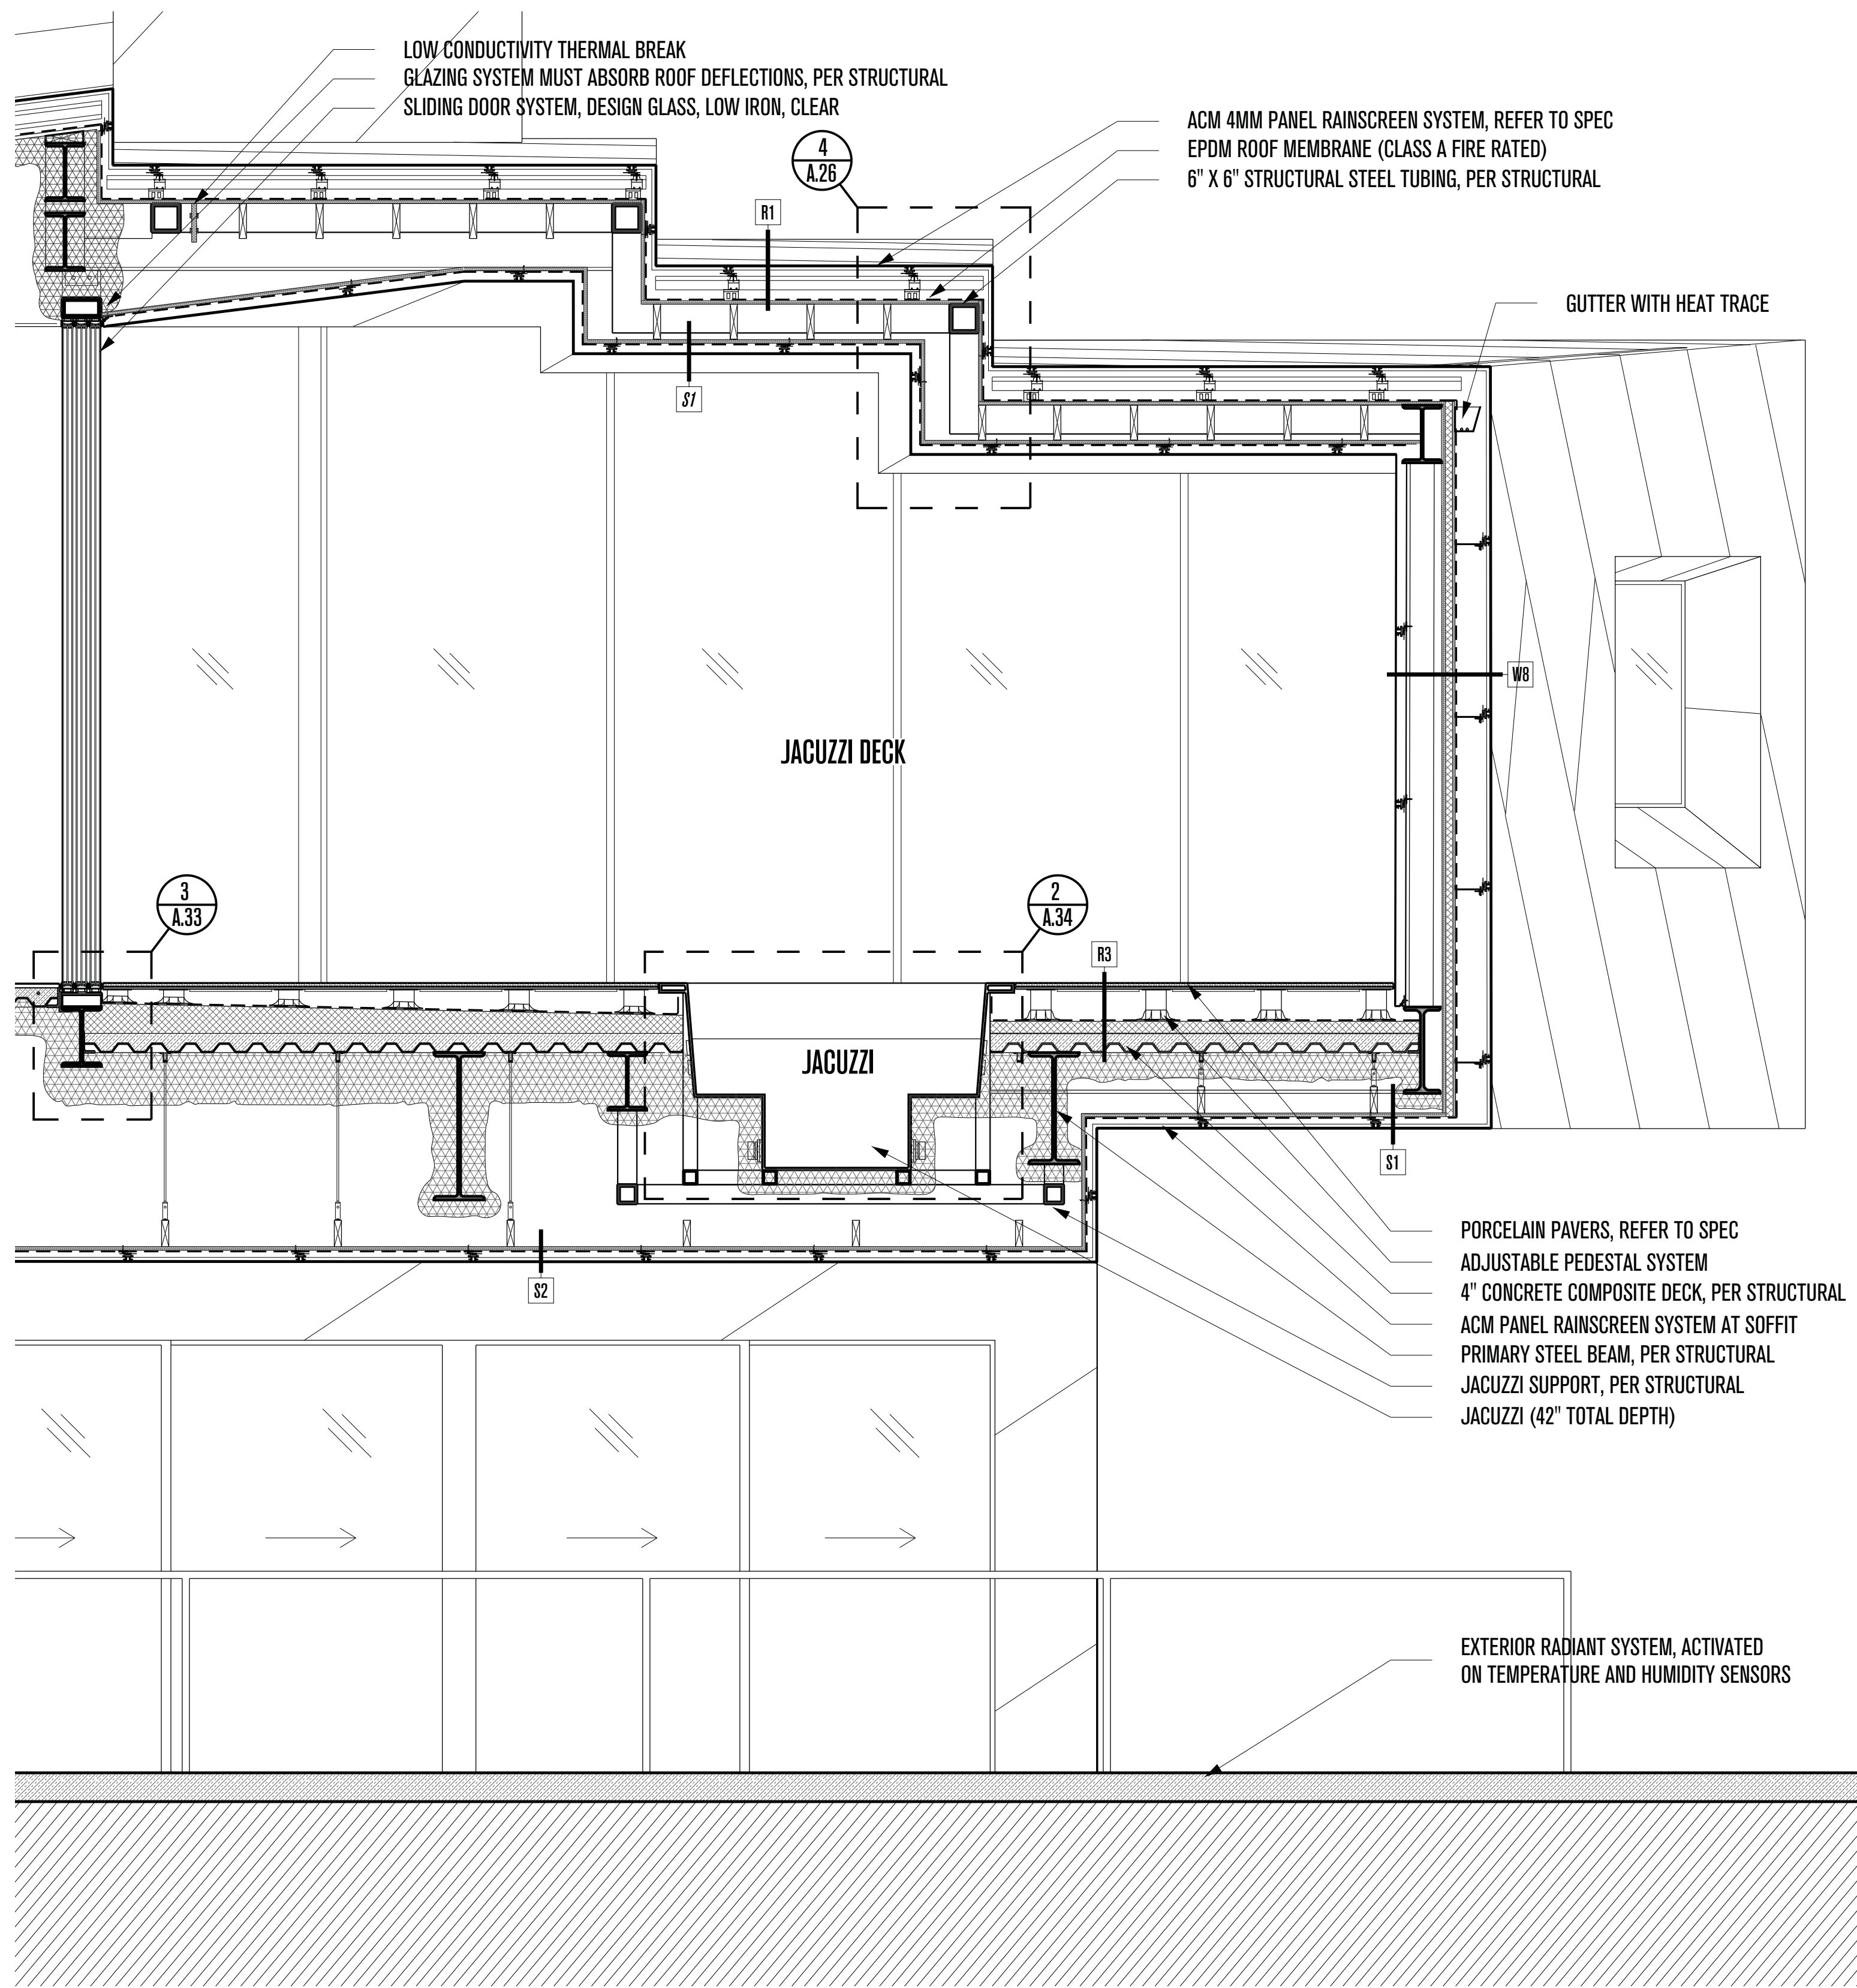 LOW CONDUCTIVITY THERMAL BREAK
GLAZING SYSTEM MUST ABSORB ROOF DEFLECTIONS, PER STRUCTURAL
SLIDING DOOR SYSTEM, DESIGN GLASS, LOW IRON, CLEAR
ACM 4MM PANEL RAINSCREEN SYSTEM, REFER TO SPEC
EPDM ROOF MEMBRANE (CLASS A FIRE RATED)
6" X 6" STRUCTURAL STEEL TUBING, PER STRUCTURAL
4
A.26
R1
GUTTER WITH HEAT TRACE
S1
W8
JACUZZI DECK
3
A.33
2
A.34
R3
JACUZZI
S1
S2
PORCELAIN PAVERS, REFER TO SPEC
ADJUSTABLE PEDESTAL SYSTEM
4" CONCRETE COMPOSITE DECK, PER STRUCTURAL
ACM PANEL RAINSCREEN SYSTEM AT SOFFIT
PRIMARY STEEL BEAM, PER STRUCTURAL
JACUZZI SUPPORT, PER STRUCTURAL
JACUZZI (42" TOTAL DEPTH)
EXTERIOR RADIANT SYSTEM, ACTIVATED
ON TEMPERATURE AND HUMIDITY SENSORS